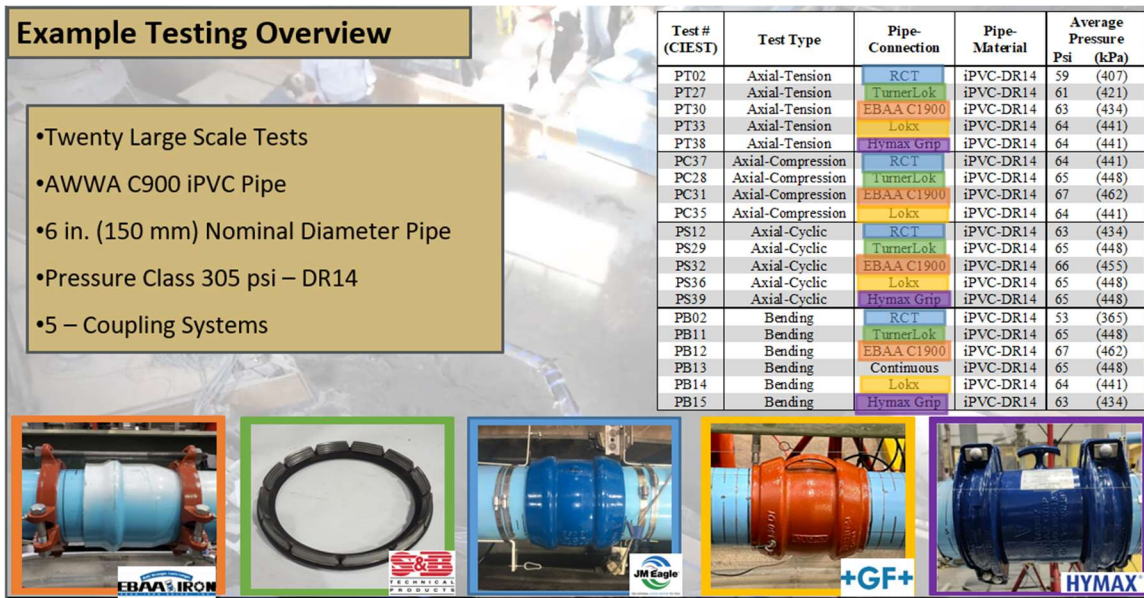 Example Testing Overview
•Twenty Large Scale Tests
•AWWA C900 iPVC Pipe
•6 in. (150 mm) Nominal Diameter Pipe
•Pressure Class 305 psi – DR14
•5 – Coupling Systems
Test # (CIEST) Test Type Pipe-Connection Pipe-Material Average Pressure Psi (kPa)
PT02 Axial-Tension RCT iPVC-DR14 59 (407)
PT27 Axial-Tension TurnerLok iPVC-DR14 61 (421)
PT30 Axial-Tension EBAA C1900 iPVC-DR14 63 (434)
PT33 Axial-Tension Lokx iPVC-DR14 64 (441)
PT38 Axial-Tension Hymax Grip iPVC-DR14 64 (441)
PC37 Axial-Compression RCT iPVC-DR14 64 (441)
PC28 Axial-Compression TurnerLok iPVC-DR14 65 (448)
PC31 Axial-Compression EBAA C1900 iPVC-DR14 67 (462)
PC35 Axial-Compression Lokx iPVC-DR14 64 (441)
PS12 Axial-Cyclic RCT iPVC-DR14 63 (434)
PS29 Axial-Cyclic TurnerLok iPVC-DR14 65 (448)
PS32 Axial-Cyclic EBAA C1900 iPVC-DR14 66 (455)
PS36 Axial-Cyclic Lokx iPVC-DR14 65 (448)
PS39 Axial-Cyclic Hymax Grip iPVC-DR14 65 (448)
PB02 Bending RCT iPVC-DR14 53 (365)
PB11 Bending TurnerLok iPVC-DR14 65 (448)
PB12 Bending EBAA C1900 iPVC-DR14 67 (462)
PB13 Bending Continuous iPVC-DR14 65 (448)
PB14 Bending Lokx iPVC-DR14 64 (441)
PB15 Bending Hymax Grip iPVC-DR14 63 (434)
EBAA IRON
S&B
TECHNICAL
PRODUCTS
JM Eagle
+GF+
HYMAX